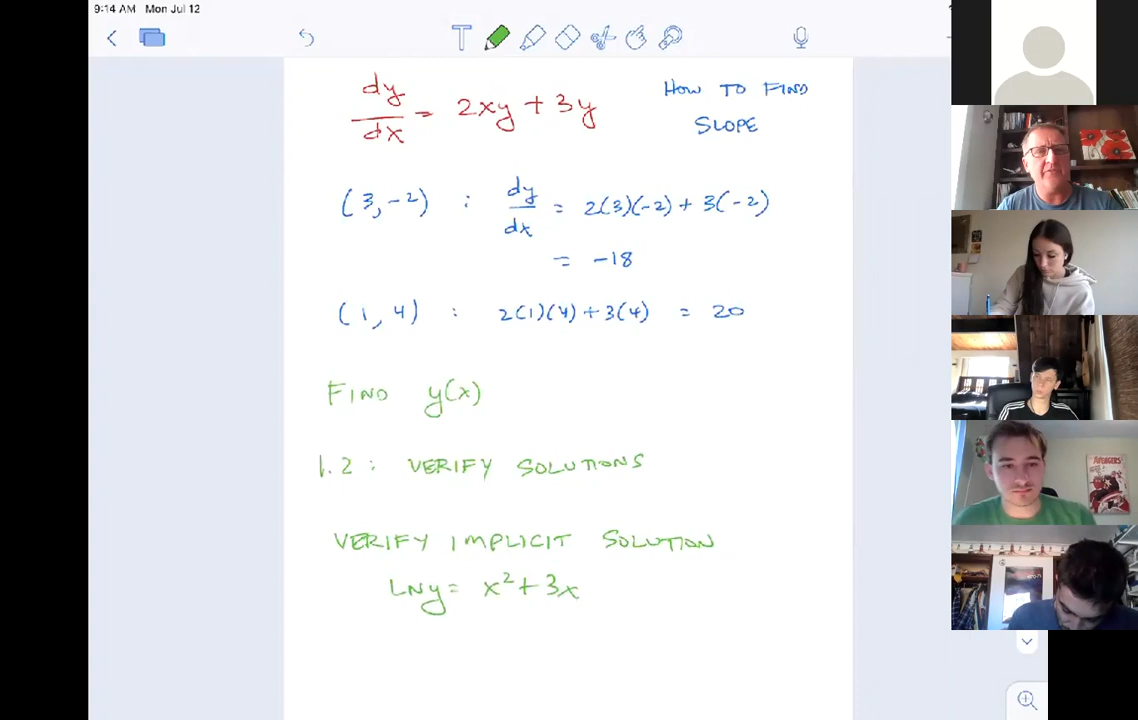 9:14 AM Mon Jul 12
dy/dx = 2xy + 3y
HOW TO FIND
SLOPE
(3, -2) : dy/dx = 2(3)(-2) + 3(-2)
= -18
(1, 4) : 2(1)(4) + 3(4) = 20
FIND y(x)
1.2 : VERIFY SOLUTIONS
VERIFY IMPLICIT SOLUTION
LNy = x² + 3x
AVENGERS